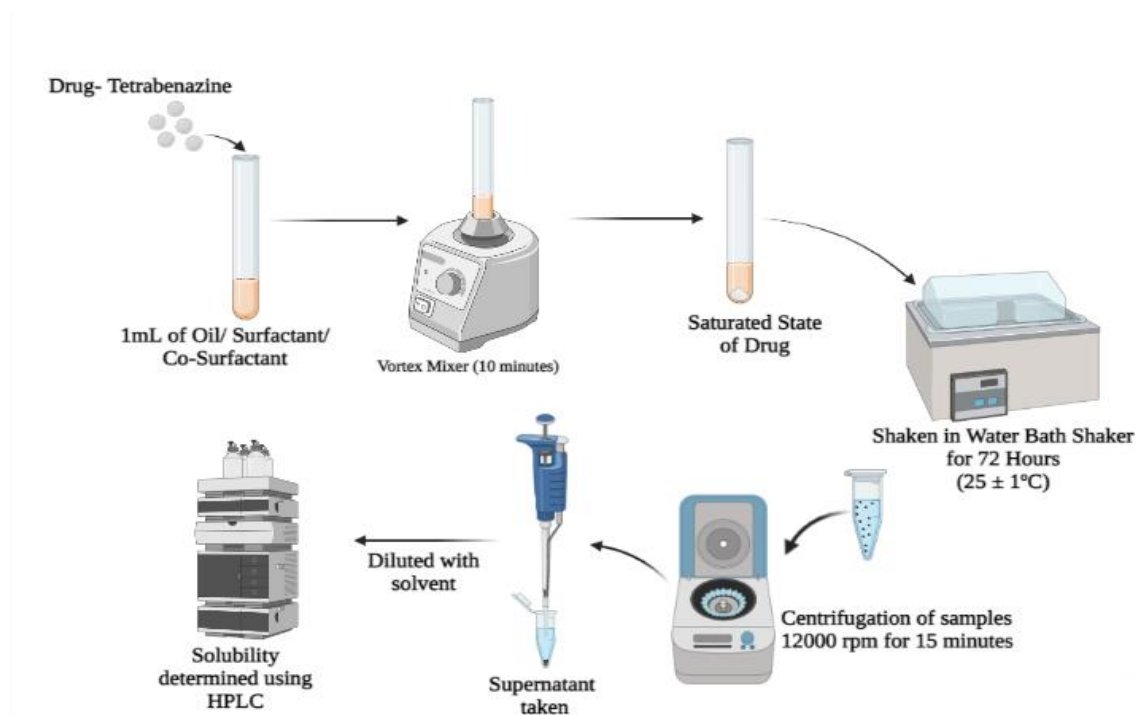 Drug- Tetrabenazine
1mL of Oil/ Surfactant/
Co-Surfactant
Vortex Mixer (10 minutes)
Saturated State
of Drug
Shaken in Water Bath Shaker
for 72 Hours
(25 ± 1°C)
Centrifugation of samples
12000 rpm for 15 minutes
Supernatant
taken
Diluted with
solvent
Solubility
determined using
HPLC